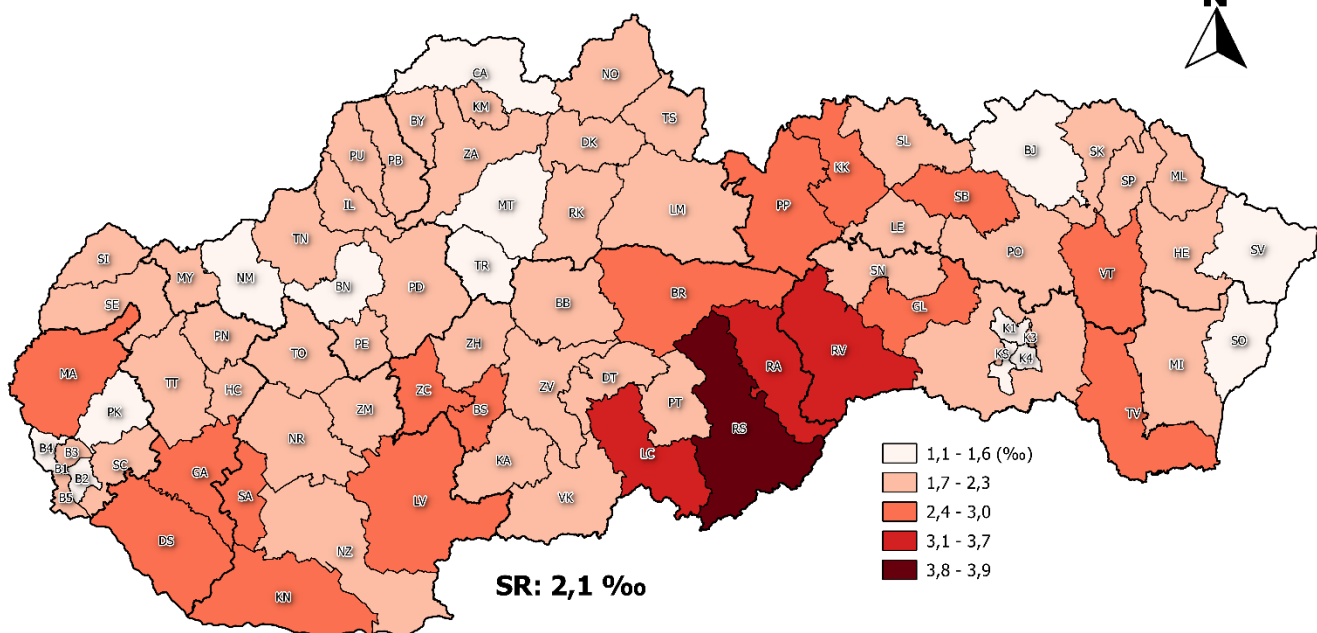 N
CA
NO
KM
BY
TS
DK
ZA
PU
PB
SL
BJ
SK
KK
ML
SP
IL
MT
PP
SB
RK
LM
LE
TN
PO
SV
TR
HE
SI
MY
NM
SN
VT
BN
PD
BR
BB
SE
GL
K1
K3
PN
PE
ZH
SO
TO
KS
K4
RV
MI
MA
RA
TT
HC
ZC
ZV
DT
PT
ZM
BS
PK
TV
RS
NR
B4
B3
B1
SC
KA
LC
B2
GA
B5
SA
LV
VK
DS
NZ
KN
1,1 - 1,6 (‰)
1,7 - 2,3
2,4 - 3,0
3,1 - 3,7
3,8 - 3,9
SR: 2,1 ‰